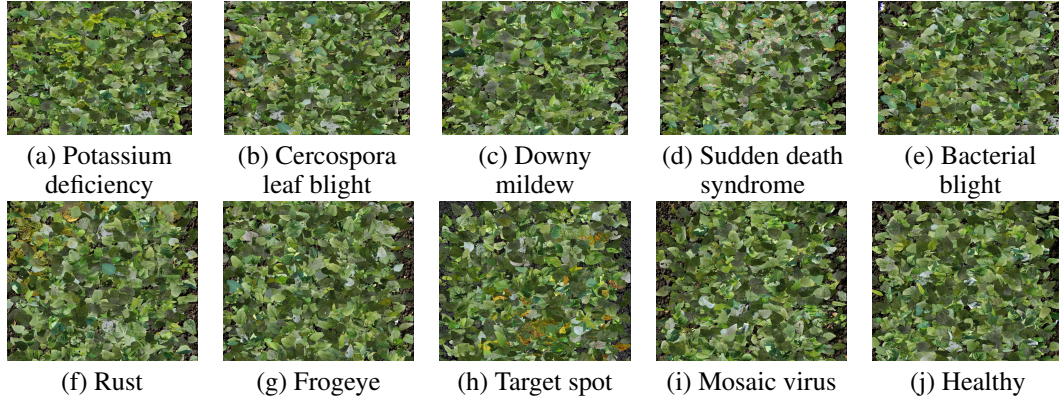 (a) Potassium
deficiency
(b) Cercospora
leaf blight
(c) Downy
mildew
(d) Sudden death
syndrome
(e) Bacterial
blight
(f) Rust
(g) Frogeye
(h) Target spot
(i) Mosaic virus
(j) Healthy